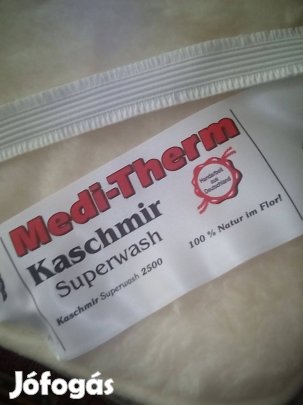 Medi-Therm
Kaschmir
Superwash
Handarbeit
aus
Deutschland
Kaschmir Superwash 2500
100 % Natur im Flor!
Jófogás